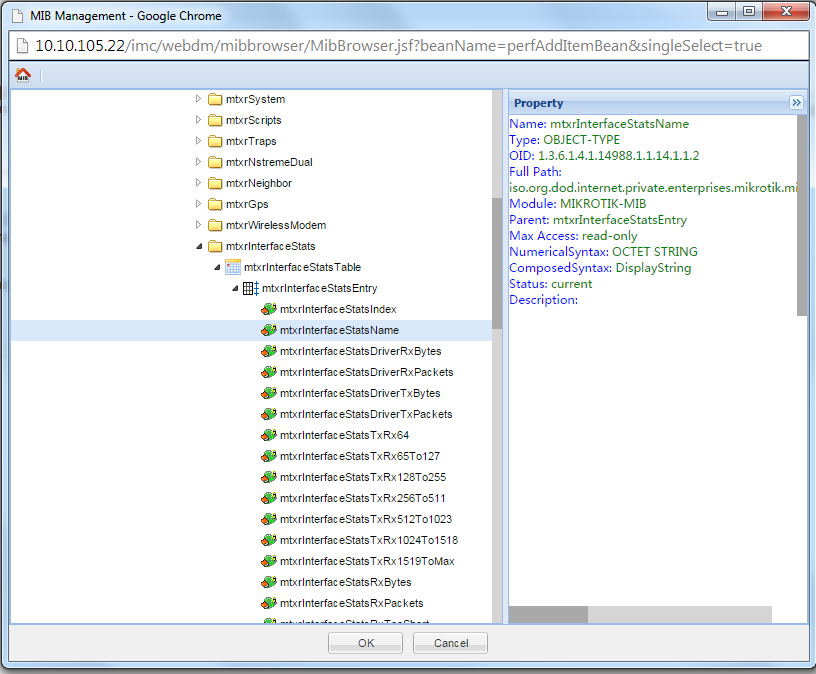 MIB Management - Google Chrome
10.10.105.22/imc/webdm/mibbrowser/MibBrowser.jsf?beanName=perfAddItemBean&singleSelect=true
MIB
mtxrSystem
mtxrScripts
mtxrTraps
mtxrNstremeDual
mtxrNeighbor
mtxrGps
mtxrWirelessModem
mtxrInterfaceStats
mtxrInterfaceStatsTable
mtxrInterfaceStatsEntry
mtxrInterfaceStatsIndex
mtxrInterfaceStatsName
mtxrInterfaceStatsDriverRxBytes
mtxrInterfaceStatsDriverRxPackets
mtxrInterfaceStatsDriverTxBytes
mtxrInterfaceStatsDriverTxPackets
mtxrInterfaceStatsTxRx64
mtxrInterfaceStatsTxRx65To127
mtxrInterfaceStatsTxRx128To255
mtxrInterfaceStatsTxRx256To511
mtxrInterfaceStatsTxRx512To1023
mtxrInterfaceStatsTxRx1024To1518
mtxrInterfaceStatsTxRx1519ToMax
mtxrInterfaceStatsRxBytes
mtxrInterfaceStatsRxPackets
Property
Name: mtxrInterfaceStatsName
Type: OBJECT-TYPE
OID: 1.3.6.1.4.1.14988.1.1.14.1.1.2
Full Path:
iso.org.dod.internet.private.enterprises.mikrotik.mi
Module: MIKROTIK-MIB
Parent: mtxrInterfaceStatsEntry
Max Access: read-only
NumericalSyntax: OCTET STRING
ComposedSyntax: DisplayString
Status: current
Description:
OK
Cancel